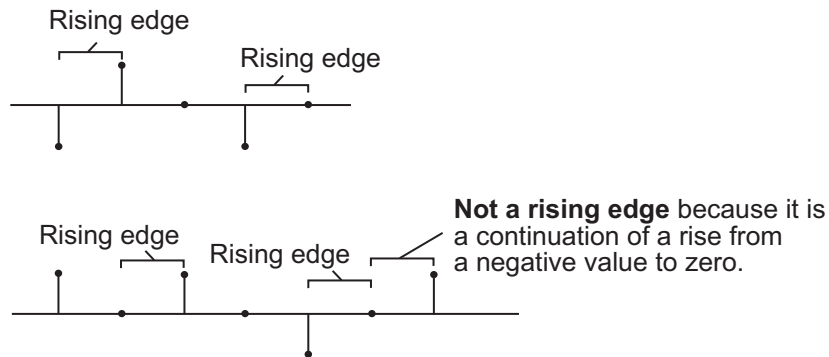 Rising edge
Rising edge
Rising edge
Rising edge
Not a rising edge because it is
a continuation of a rise from
a negative value to zero.